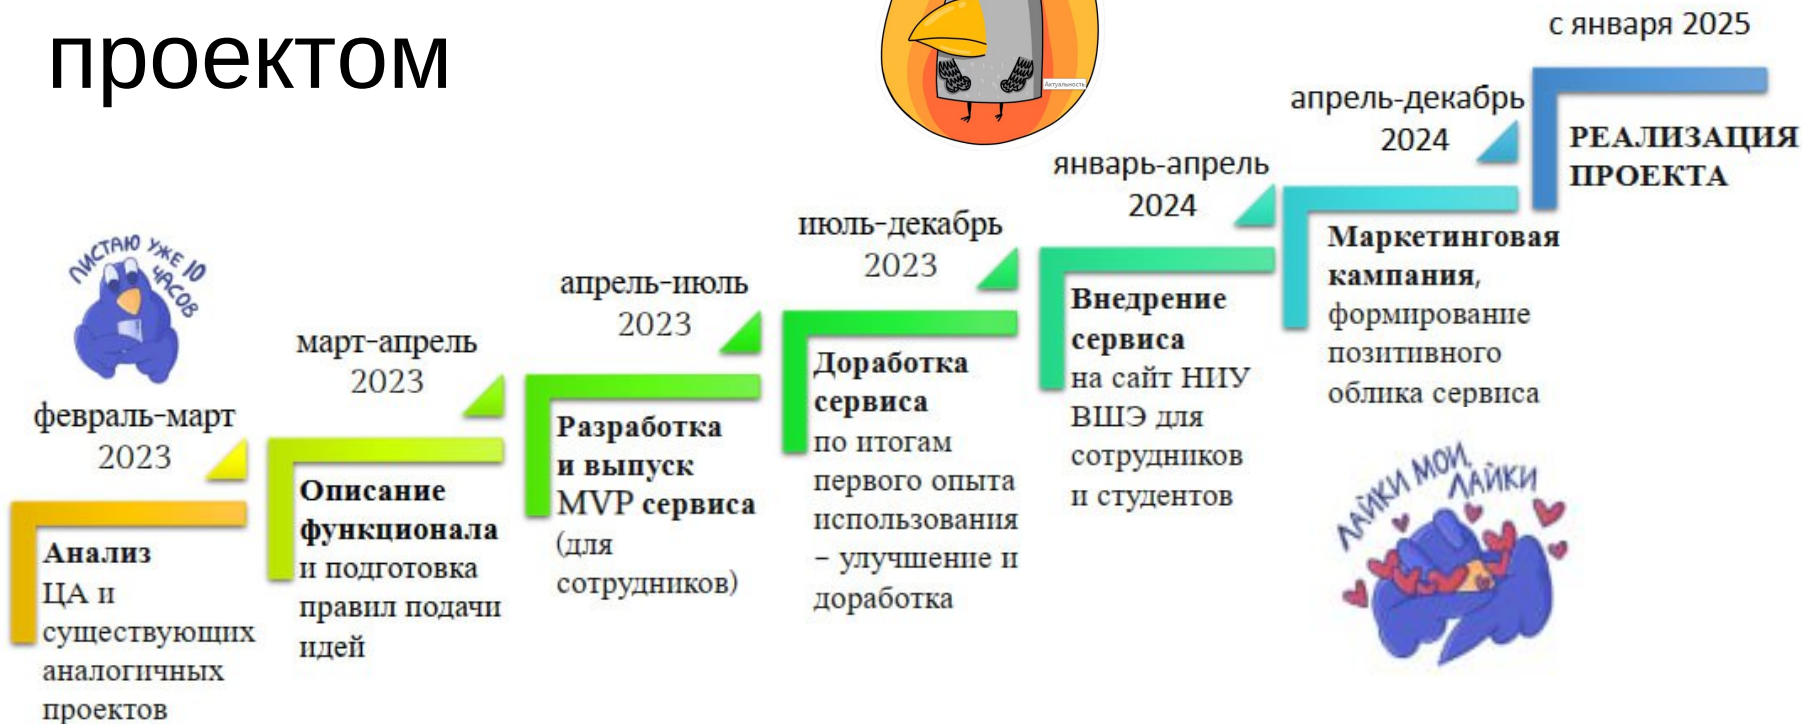 проектом
Актуальность
ЛИСТАЮ УЖЕ 10
ЧАСОВ
февраль-март
2023
Анализ
ЦА и
существующих
аналогичных
проектов
март-апрель
2023
Описание
функционала
и подготовка
правил подачи
идей
апрель-июль
2023
Разработка
и выпуск
MVP сервиса
(для
сотрудников)
июль-декабрь
2023
Доработка
сервиса
по итогам
первого опыта
использования
– улучшение и
доработка
январь-апрель
2024
Внедрение
сервиса
на сайт НИУ
ВШЭ для
сотрудников
и студентов
апрель-декабрь
2024
Маркетинговая
кампания,
формирование
позитивного
облика сервиса
с января 2025
РЕАЛИЗАЦИЯ
ПРОЕКТА
ЛАЙКИ МОИ,
ЛАЙКИ